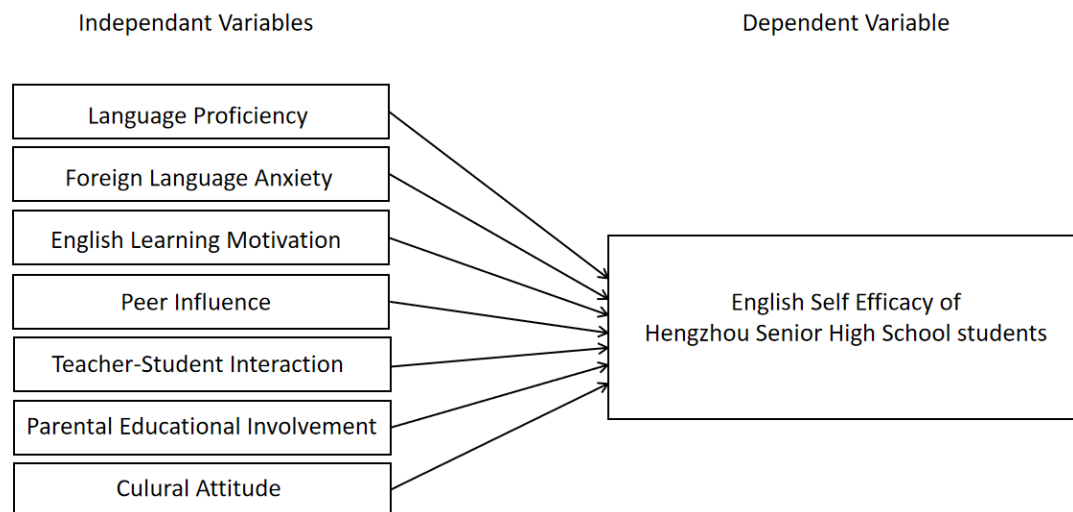 Independant Variables
Dependent Variable
Language Proficiency
Foreign Language Anxiety
English Learning Motivation
Peer Influence
Teacher-Student Interaction
Parental Educational Involvement
Culural Attitude
English Self Efficacy of
Hengzhou Senior High School students